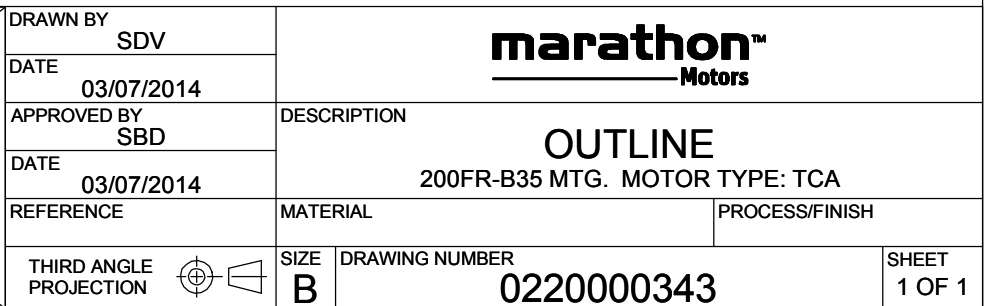 DRAWN BY
SDV
DATE
03/07/2014
APPROVED BY
SBD
DATE
03/07/2014
REFERENCE
THIRD ANGLE
PROJECTION
marathon™
Motors
DESCRIPTION
OUTLINE
200FR-B35 MTG. MOTOR TYPE: TCA
MATERIAL
PROCESS/FINISH
SIZE
B
DRAWING NUMBER
0220000343
SHEET
1 OF 1